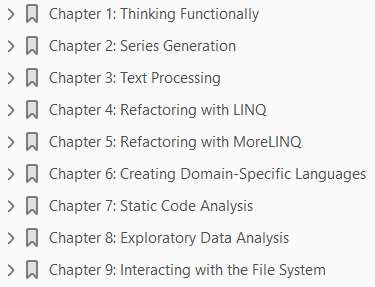 Chapter 1: Thinking Functionally
Chapter 2: Series Generation
Chapter 3: Text Processing
Chapter 4: Refactoring with LINQ
Chapter 5: Refactoring with MoreLINQ
Chapter 6: Creating Domain-Specific Languages
Chapter 7: Static Code Analysis
Chapter 8: Exploratory Data Analysis
Chapter 9: Interacting with the File System